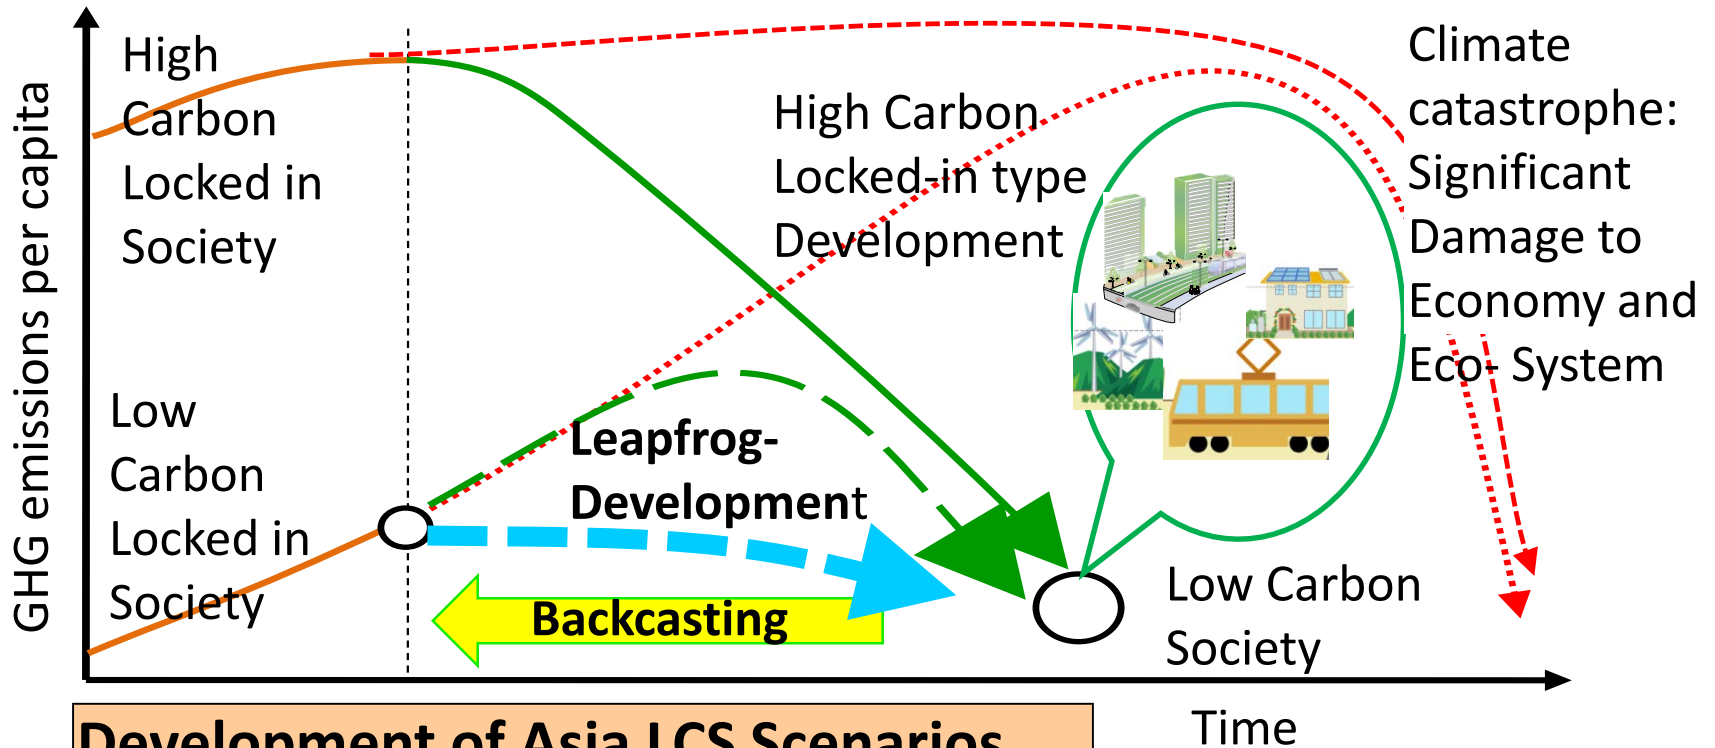 GHG emissions per capita
High
Carbon
Locked in
Society
Low
Carbon
Locked in
Society
High Carbon
Locked-in type
Development
Leapfrog-
Development
Backcasting
Climate
catastrophe:
Significant
Damage to
Economy and
Eco- System
Low Carbon
Society
Time
Development of Asia LCS Scenarios